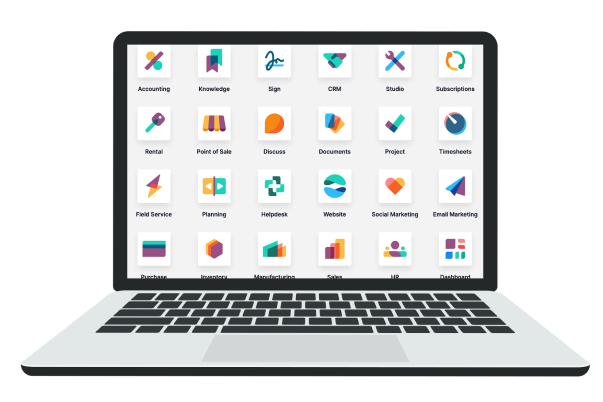 Accounting Knowledge Sign CRM Studio Subscriptions
Rental Point of Sale Discuss Documents Project Timesheets
Field Service Planning Helpdesk Website Social Marketing Email Marketing
Purchase Inventory Manufacturing Sales HR Dashboard